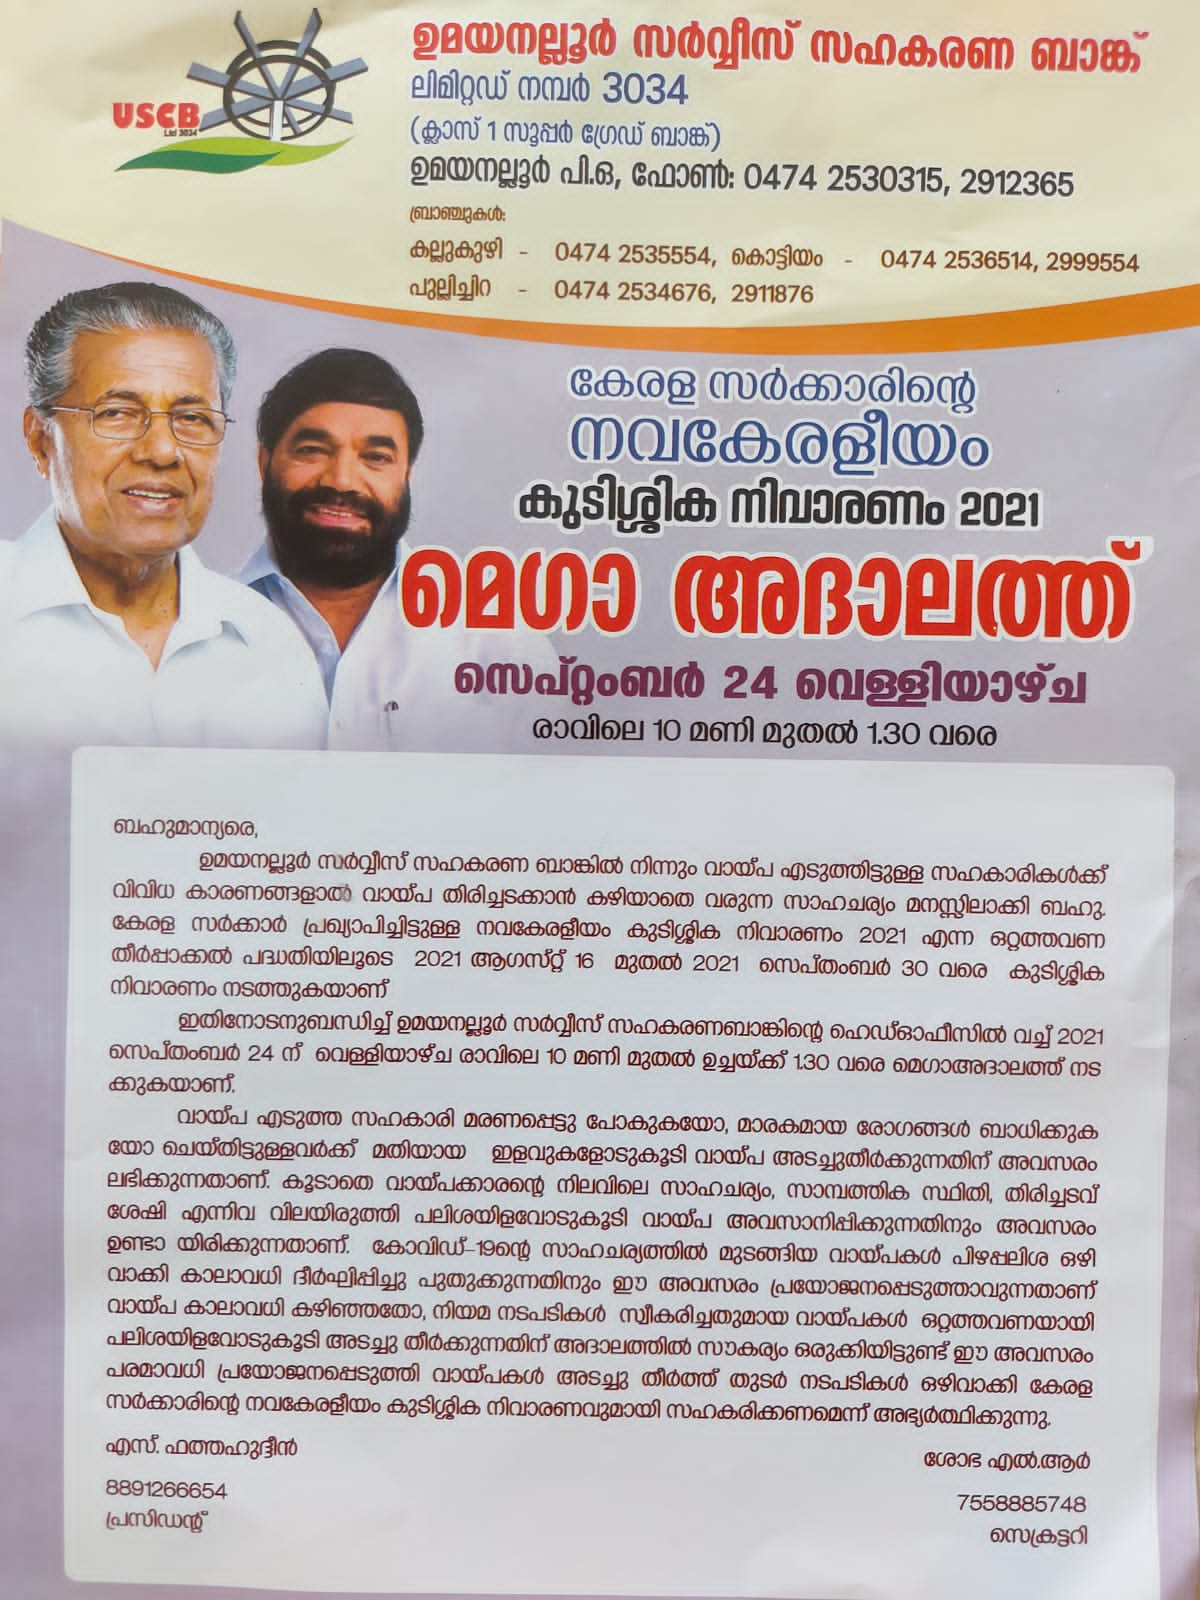 ഉമയനല്ലൂർ സർവ്വീസ് സഹകരണ ബാങ്ക്
USCB
Ltd 3034
ലിമിറ്റഡ് നമ്പർ 3034
(ക്ലാസ് 1 സൂപ്പർ ഗ്രേഡ് ബാങ്ക്)
ഉമയനല്ലൂർ പി.ഒ, ഫോൺ: 0474 2530315, 2912365
ബ്രാഞ്ചുകൾ:
കല്ലുകുഴി - 0474 2535554, കൊട്ടിയം - 0474 2536514, 2999554
പുല്ലിച്ചിറ - 0474 2534676, 2911876
കേരള സർക്കാരിന്റെ
നവകേരളീയം
കുടിശ്ശിക നിവാരണം 2021
മെഗാ അദാലത്ത്
സെപ്റ്റംബർ 24 വെള്ളിയാഴ്ച
രാവിലെ 10 മണി മുതൽ 1.30 വരെ
ബഹുമാന്യരെ,
ഉമയനല്ലൂർ സർവ്വീസ് സഹകരണ ബാങ്കിൽ നിന്നും വായ്പ എടുത്തിട്ടുള്ള സഹകാരികൾക്ക്
വിവിധ കാരണങ്ങളാൽ വായ്പ തിരിച്ചടക്കാൻ കഴിയാതെ വരുന്ന സാഹചര്യം മനസ്സിലാക്കി ബഹു.
കേരള സർക്കാർ പ്രഖ്യാപിച്ചിട്ടുള്ള നവകേരളീയം കുടിശ്ശിക നിവാരണം 2021 എന്ന ഒറ്റത്തവണ
തീർപ്പാക്കൽ പദ്ധതിയിലൂടെ 2021 ആഗസ്റ്റ് 16 മുതൽ 2021 സെപ്തംബർ 30 വരെ കുടിശ്ശിക
നിവാരണം നടത്തുകയാണ്
ഇതിനോടനുബന്ധിച്ച് ഉമയനല്ലൂർ സർവ്വീസ് സഹകരണബാങ്കിന്റെ ഹെഡ്ഓഫീസിൽ വച്ച് 2021
സെപ്തംബർ 24 ന് വെള്ളിയാഴ്ച രാവിലെ 10 മണി മുതൽ ഉച്ചയ്ക്ക് 1.30 വരെ മെഗാഅദാലത്ത് നട
ക്കുകയാണ്.
വായ്പ എടുത്ത സഹകാരി മരണപ്പെട്ടു പോകുകയോ, മാരകമായ രോഗങ്ങൾ ബാധിക്കുക
യോ ചെയ്തിട്ടുള്ളവർക്ക് മതിയായ ഇളവുകളോടുകൂടി വായ്പ അടച്ചുതീർക്കുന്നതിന് അവസരം
ലഭിക്കുന്നതാണ്. കൂടാതെ വായ്പക്കാരന്റെ നിലവിലെ സാഹചര്യം, സാമ്പത്തിക സ്ഥിതി, തിരിച്ചടവ്
ശേഷി എന്നിവ വിലയിരുത്തി പലിശയിളവോടുകൂടി വായ്പ അവസാനിപ്പിക്കുന്നതിനും അവസരം
ഉണ്ടാ യിരിക്കുന്നതാണ്. കോവിഡ്-19ന്റെ സാഹചര്യത്തിൽ മുടങ്ങിയ വായ്പകൾ പിഴപ്പലിശ ഒഴി
വാക്കി കാലാവധി ദീർഘിപ്പിച്ചു പുതുക്കുന്നതിനും ഈ അവസരം പ്രയോജനപ്പെടുത്താവുന്നതാണ്
വായ്പ കാലാവധി കഴിഞ്ഞതോ, നിയമ നടപടികൾ സ്വീകരിച്ചതുമായ വായ്പകൾ ഒറ്റത്തവണയായി
പലിശയിളവോടുകൂടി അടച്ചു തീർക്കുന്നതിന് അദാലത്തിൽ സൗകര്യം ഒരുക്കിയിട്ടുണ്ട് ഈ അവസരം
പരമാവധി പ്രയോജനപ്പെടുത്തി വായ്പകൾ അടച്ചു തീർത്ത് തുടർ നടപടികൾ ഒഴിവാക്കി കേരള
സർക്കാരിന്റെ നവകേരളീയം കുടിശ്ശിക നിവാരണവുമായി സഹകരിക്കണമെന്ന് അഭ്യർത്ഥിക്കുന്നു.
എസ്. ഫത്തഹുദ്ദീൻ
8891266654
പ്രസിഡന്റ്
ശോഭ എൽ.ആർ
7558885748
സെക്രട്ടറി